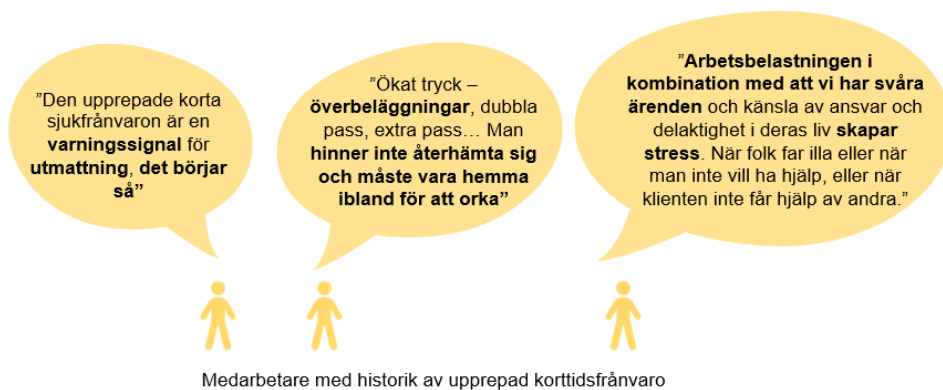 ”Den upprepade korta
sjukfrånvaron är en
varningssignal för
utmattning, det börjar
så”
”Ökat tryck –
överbeläggningar, dubbla
pass, extra pass… Man
hinner inte återhämta sig
och måste vara hemma
ibland för att orka”
”Arbetsbelastningen i
kombination med att vi har svåra
ärenden och känsla av ansvar och
delaktighet i deras liv skapar
stress. När folk far illa eller när
man inte vill ha hjälp, eller när
klienten inte får hjälp av andra.”
Medarbetare med historik av upprepad korttidsfrånvaro